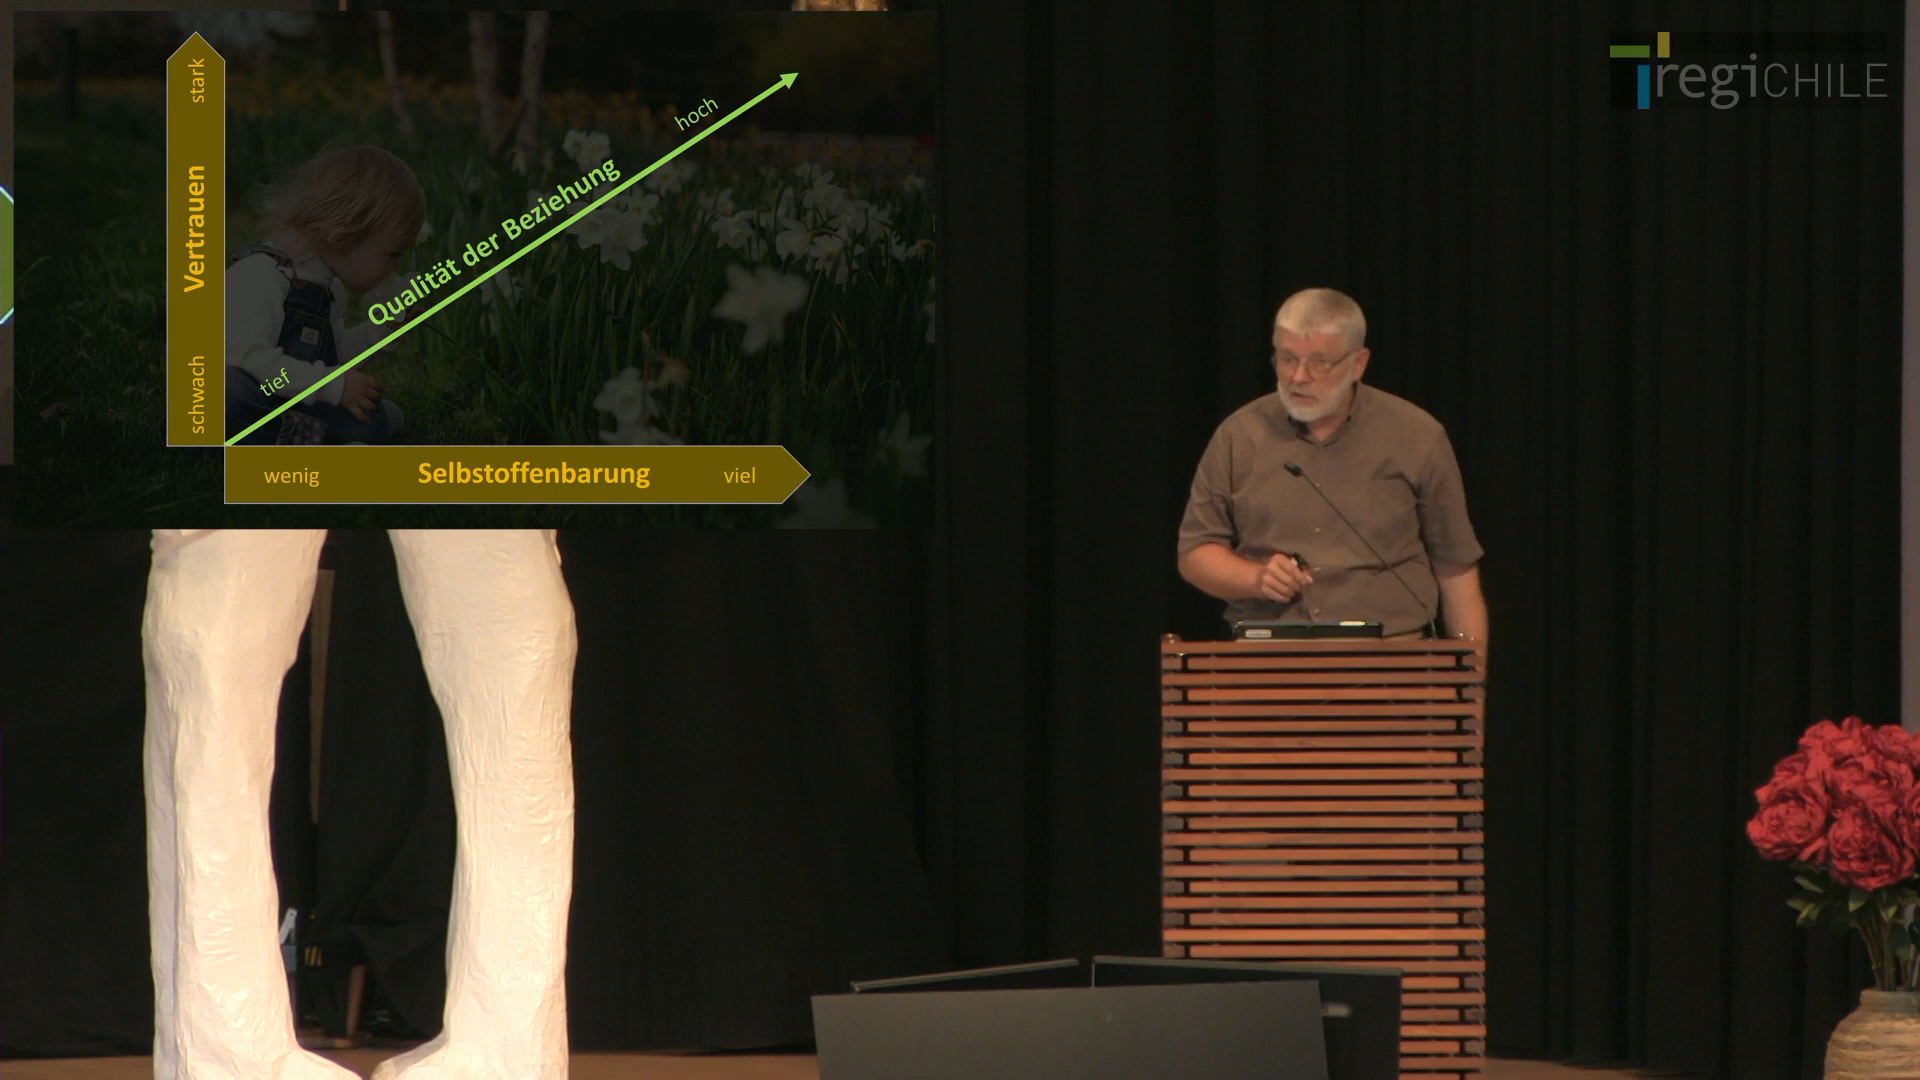 stark
Vertrauen
schwach
hoch
Qualität der Beziehung
tief
wenig
Selbstoffenbarung
viel
regiCHILE